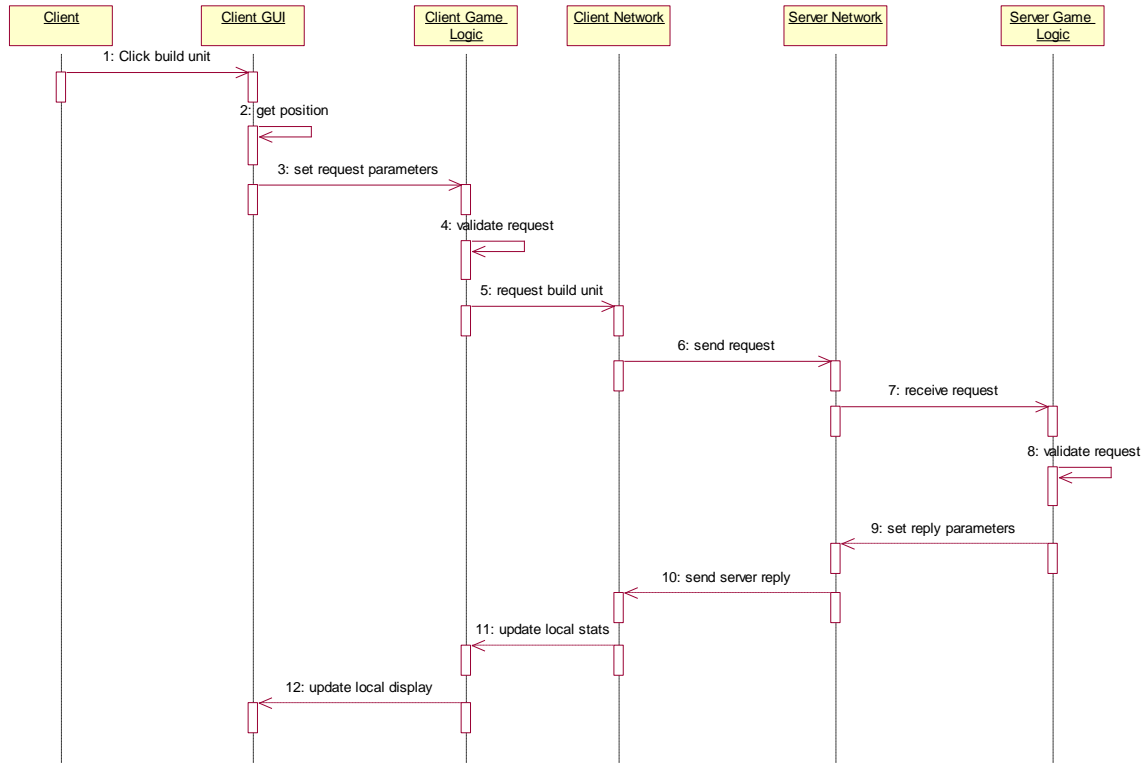 Client
Client GUI
Client Game
Logic
Client Network
Server Network
Server Game
Logic
1: Click build unit
2: get position
3: set request parameters
4: validate request
5: request build unit
6: send request
7: receive request
8: validate request
9: set reply parameters
10: send server reply
11: update local stats
12: update local display